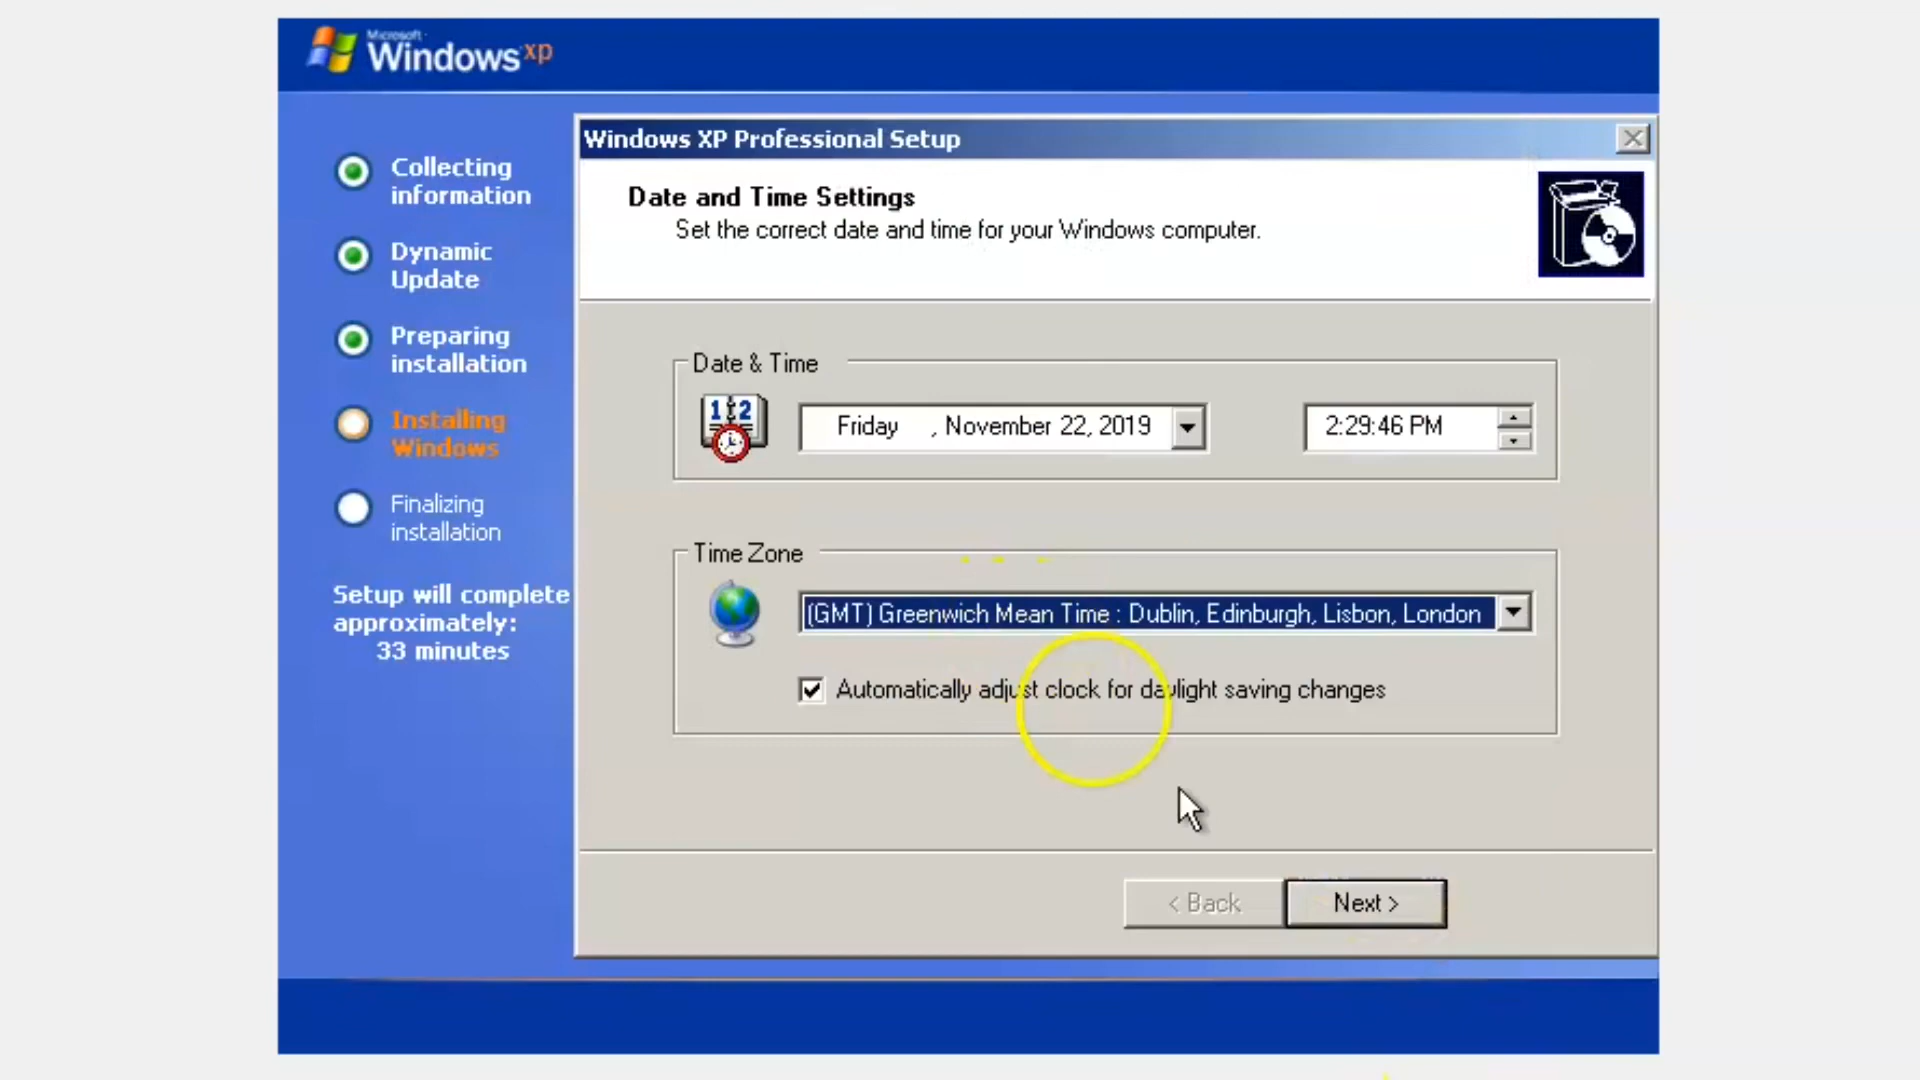 Microsoft
Windows xp
Collecting
information
Dynamic
Update
Preparing
installation
Installing
Windows
Finalizing
installation
Setup will complete
approximately:
33 minutes
Windows XP Professional Setup
Date and Time Settings
Set the correct date and time for your Windows computer.
Date & Time
12
Friday , November 22, 2019
2:29:46 PM
Time Zone
(GMT) Greenwich Mean Time : Dublin, Edinburgh, Lisbon, London
Automatically adjust clock for daylight saving changes
< Back
Next >